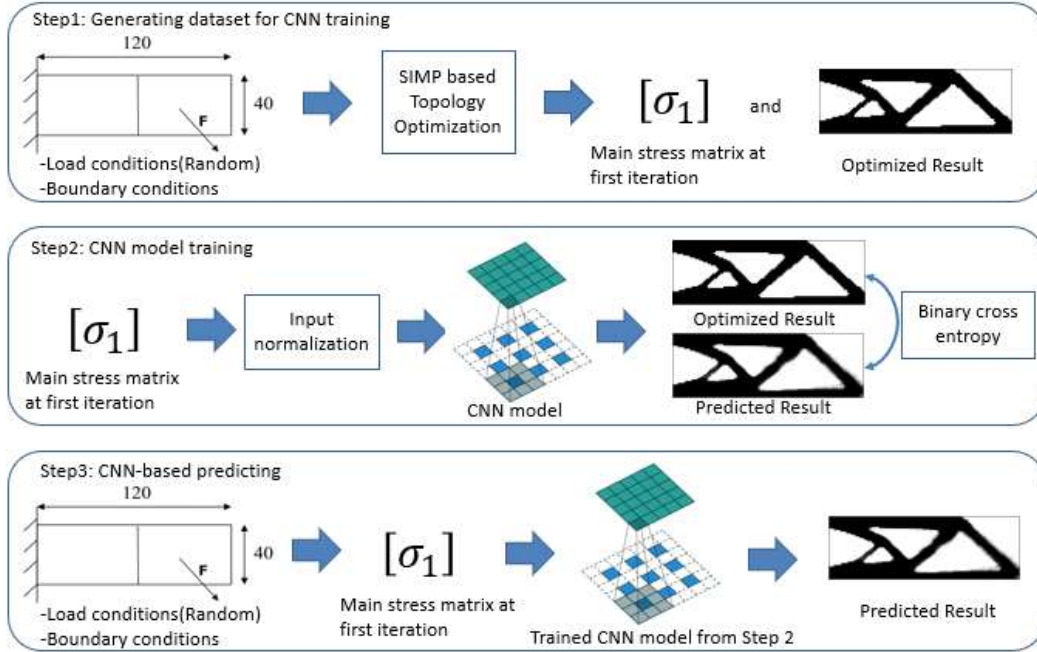 Step1: Generating dataset for CNN training
120
40
F
-Load conditions(Random)
-Boundary conditions
SIMP based
Topology
Optimization
[σ1]
and
Main stress matrix at
first iteration
Optimized Result
Step2: CNN model training
[σ1]
Main stress matrix
at first iteration
Input
normalization
CNN model
Optimized Result
Predicted Result
Binary cross
entropy
Step3: CNN-based predicting
120
40
F
-Load conditions(Random)
-Boundary conditions
[σ1]
Main stress matrix at
first iteration
Trained CNN model from Step 2
Predicted Result